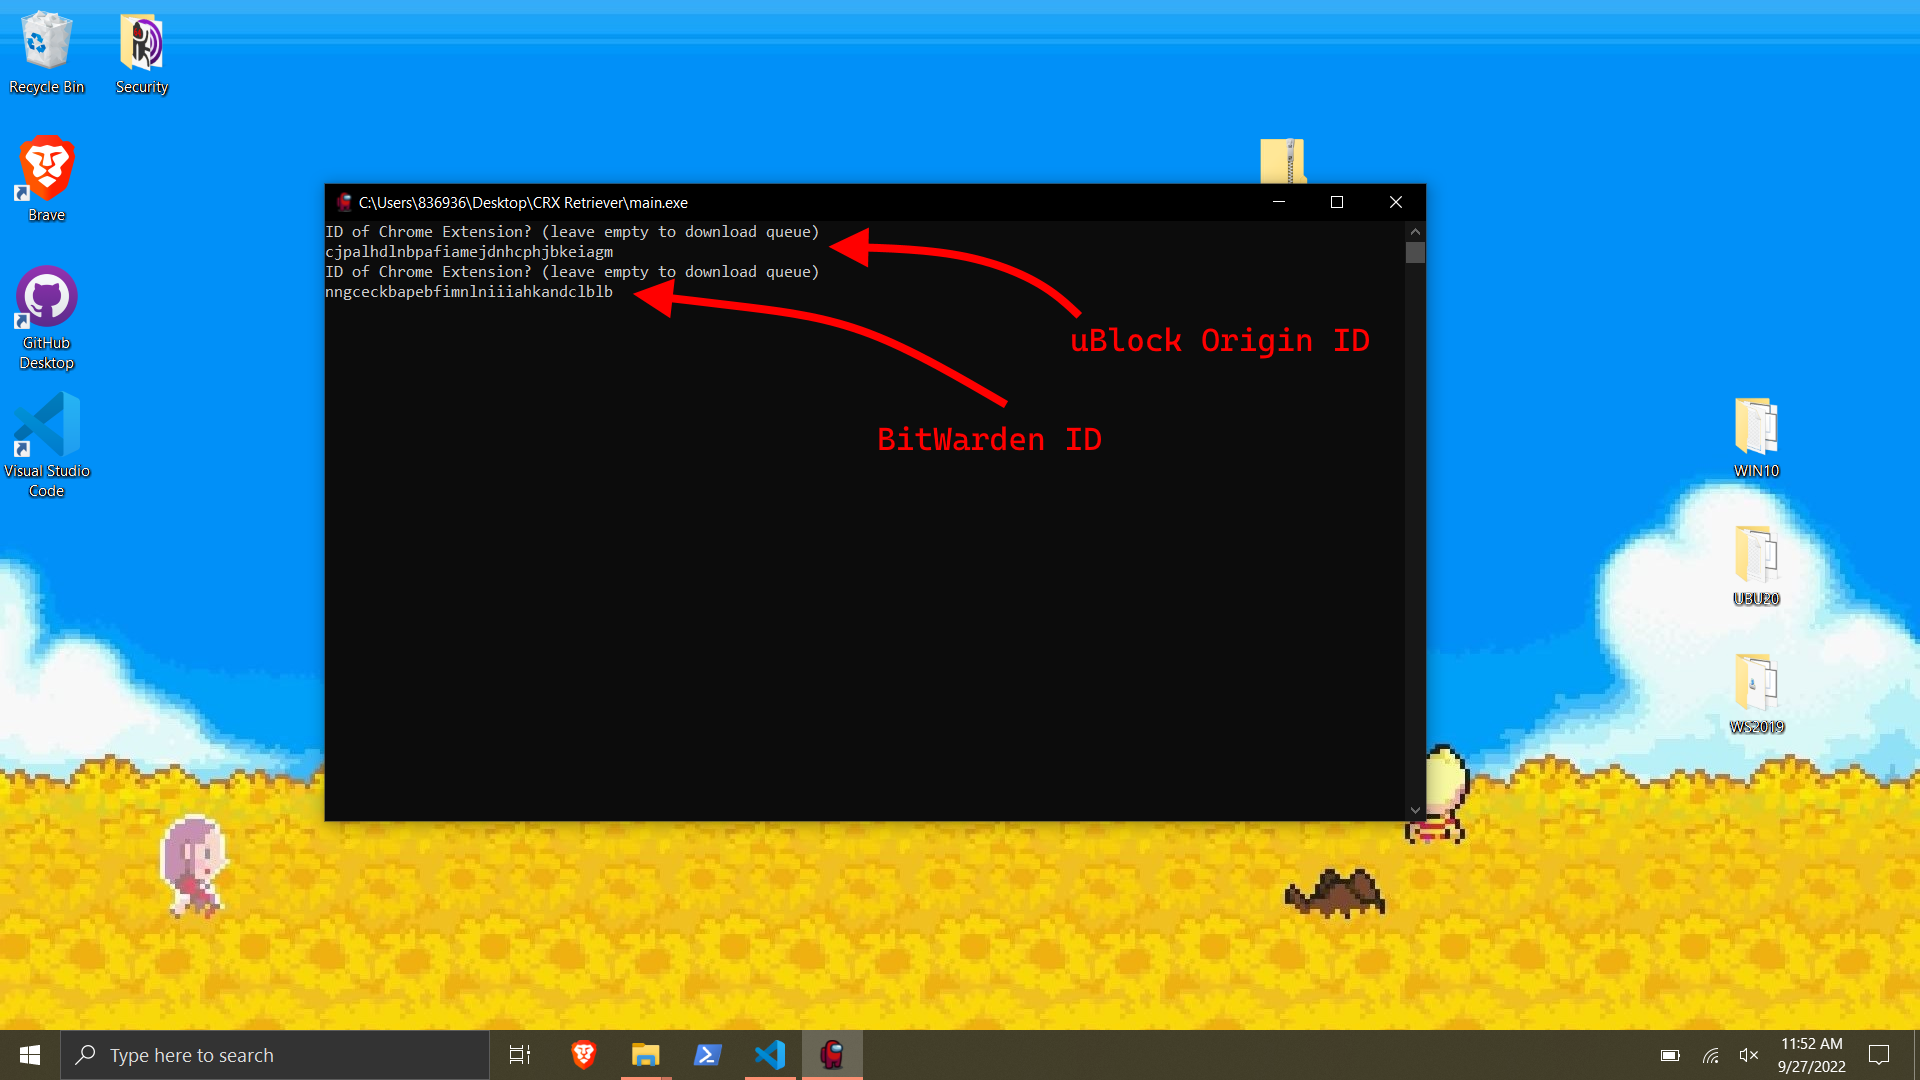 Recycle Bin
Security
Brave
GitHub
Desktop
Visual Studio
Code
C:\Users\836936\Desktop\CRX Retriever\main.exe
ID of Chrome Extension? (leave empty to download queue)
cjpalhdlnbpafiamejdnhcphjbkeiagm
ID of Chrome Extension? (leave empty to download queue)
nngceckbapebfimnlniiiahkandclblb
uBlock Origin ID
BitWarden ID
WIN10
UBU20
WS2019
Type here to search
11:52 AM
9/27/2022